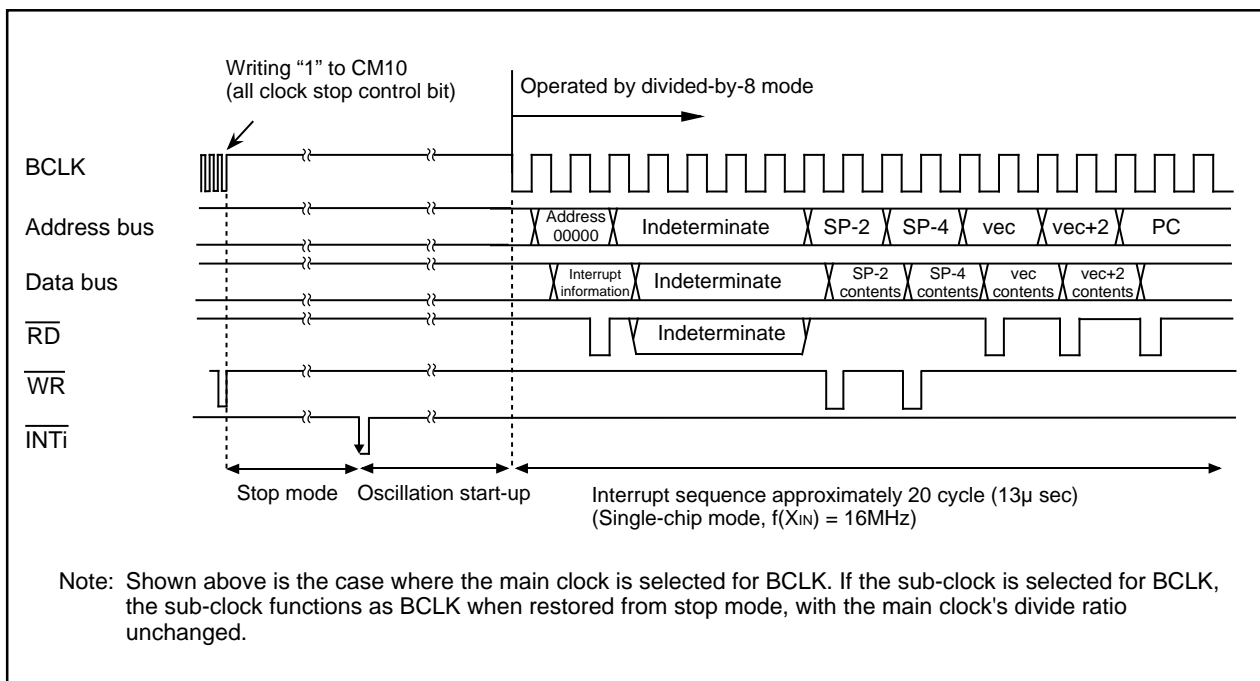 Writing “1” to CM10
(all clock stop control bit)
Operated by divided-by-8 mode
BCLK
Address bus
Address
00000
Indeterminate
SP-2
SP-4
vec
vec+2
PC
Data bus
Interrupt
information
Indeterminate
SP-2
contents
SP-4
contents
vec
contents
vec+2
contents
RD
Indeterminate
WR
INTi
Stop mode
Oscillation start-up
Interrupt sequence approximately 20 cycle (13µ sec)
(Single-chip mode, f(XIN) = 16MHz)
Note: Shown above is the case where the main clock is selected for BCLK. If the sub-clock is selected for BCLK,
the sub-clock functions as BCLK when restored from stop mode, with the main clock's divide ratio
unchanged.